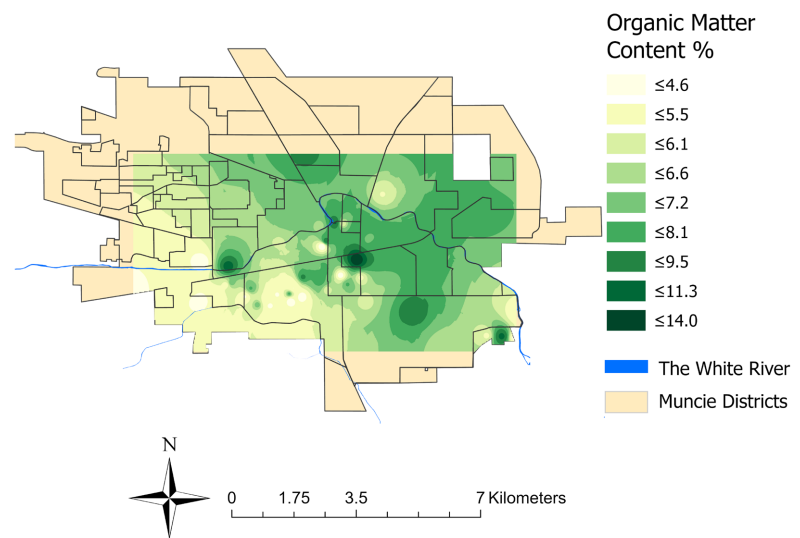 Organic Matter
Content %
≤4.6
≤5.5
≤6.1
≤6.6
≤7.2
≤8.1
≤9.5
≤11.3
≤14.0
The White River
Muncie Districts
N
0 1.75 3.5 7 Kilometers